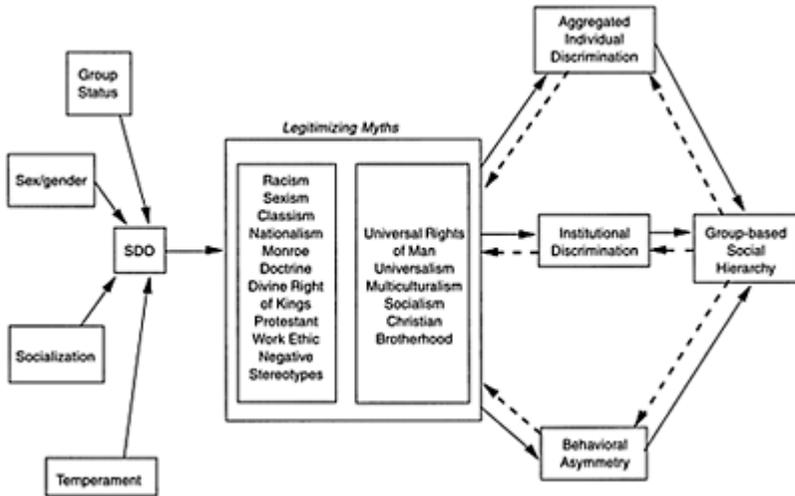 Group
Status
Sex/gender
SDO
Socialization
Temperament
Legitimizing Myths
Racism
Sexism
Classism
Nationalism
Monroe
Doctrine
Divine Right
of Kings
Protestant
Work Ethic
Negative
Stereotypes
Universal Rights
of Man
Universalism
Multiculturalism
Socialism
Christian
Brotherhood
Aggregated
Individual
Discrimination
Institutional
Discrimination
Behavioral
Asymmetry
Group-based
Social
Hierarchy